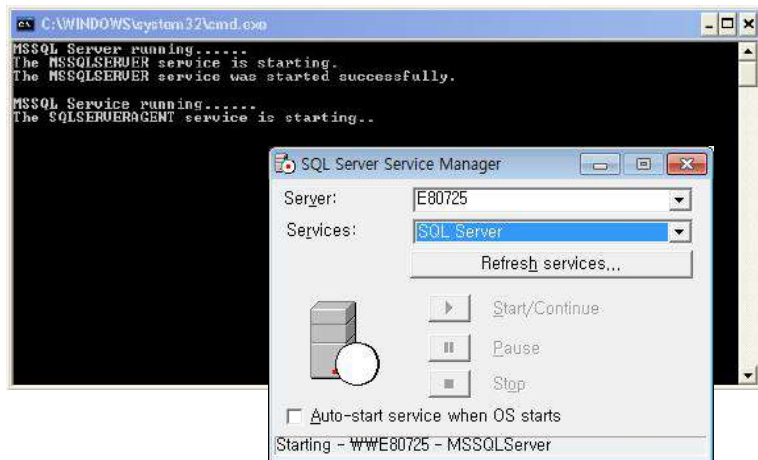 C:\WINDOWS\system32\cmd.exe
MSSQL Server running......
The MSSQLSERVER service is starting.
The MSSQLSERVER service was started successfully.
MSSQL Service running......
The SQLSERVERAGENT service is starting..
SQL Server Service Manager
Server: E80725
Services: SQL Server
Refresh services...
Start/Continue
Pause
Stop
Auto-start service when OS starts
Starting - ₩₩E80725 - MSSQLServer